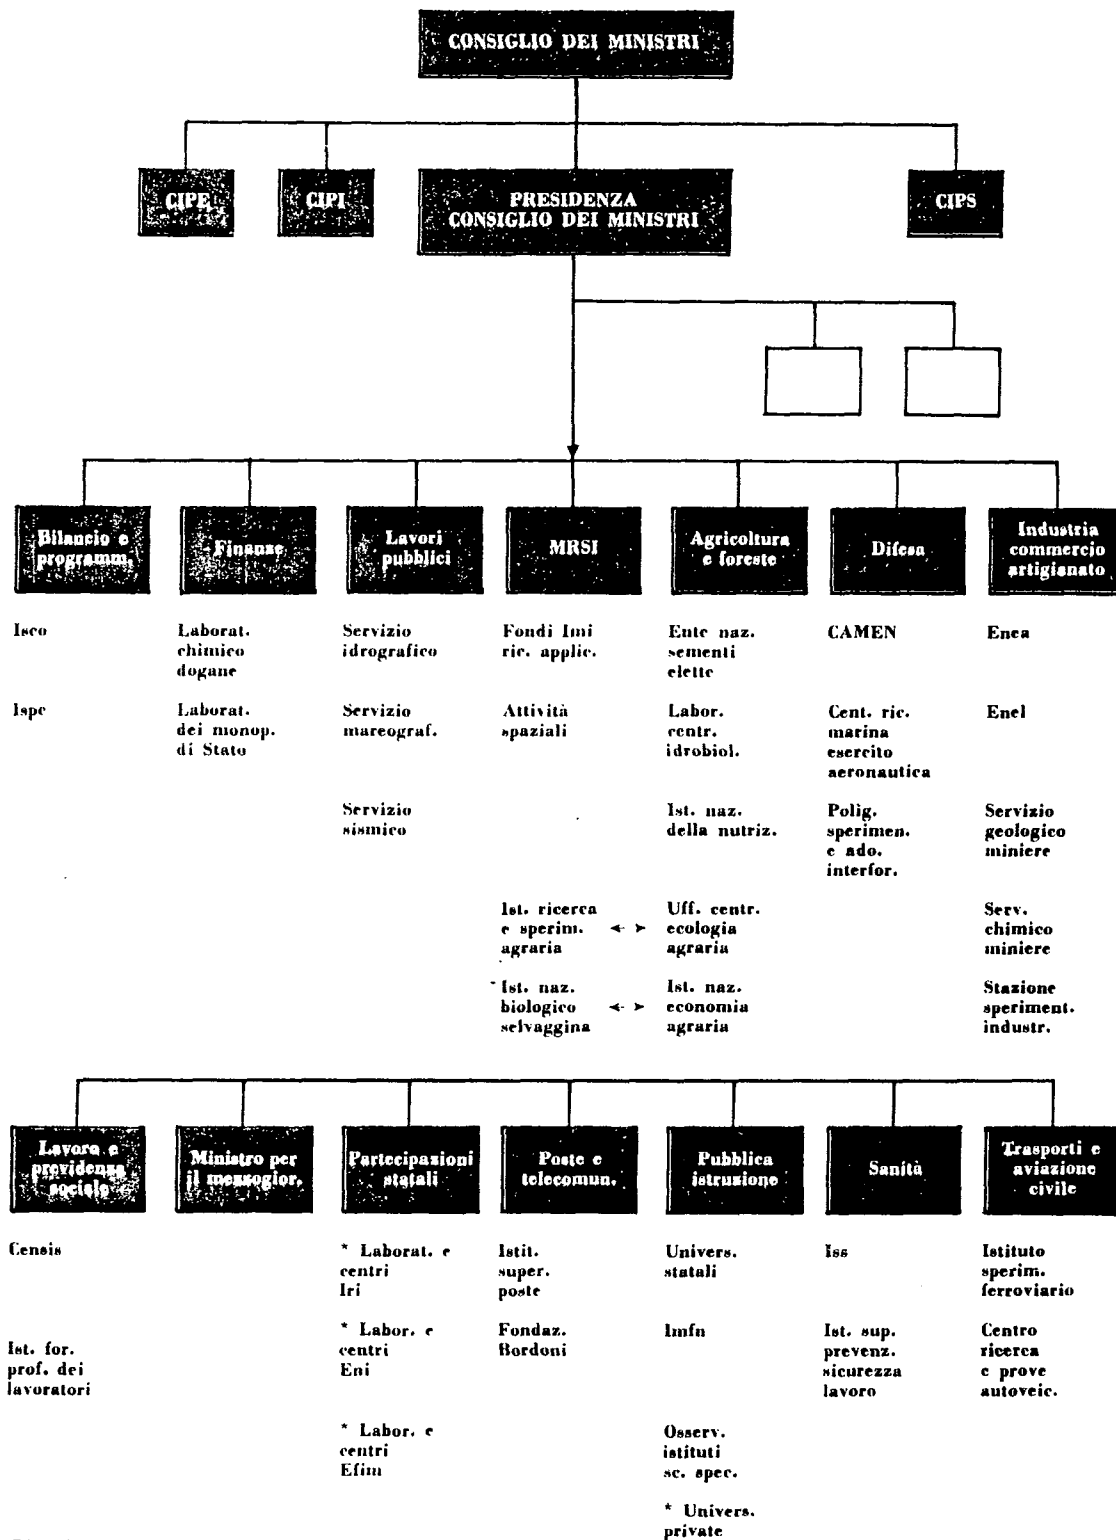 CONSIGLIO DEI MINISTRI
CIPE
CIPI
PRESIDENZA
CONSIGLIO DEI MINISTRI
CIPS
Bilancio e
programm.
Finanze
Lavori
pubblici
MRSI
Agricoltura
e foreste
Difesa
Industria
commercio
artigianato
Isco
Ispe
Laborat.
chimico
dogane
Laborat.
dei monop.
di Stato
Servizio
idrografico
Servizio
mareograf.
Servizio
sismico
Fondi Imi
ric. applic.
Attività
spaziali
Ist. ricerca
e sperim.
agraria
Ist. naz.
biologico
selvaggina
Ente naz.
sementi
elette
Labor.
centr.
idrobiol.
Ist. naz.
della nutriz.
Uff. centr.
ecologia
agraria
Ist. naz.
economia
agraria
CAMEN
Cent. ric.
marina
esercito
aeronautica
Polig.
sperimen.
e ado.
interfor.
Enea
Enel
Servizio
geologico
miniere
Serv.
chimico
miniere
Stazione
speriment.
industr.
Lavoro e
previdenza
sociale
Ministro per
il mezzogior.
Partecipazioni
statali
Poste e
telecomun.
Pubblica
istruzione
Sanità
Trasporti e
aviazione
civile
Censis
Ist. for.
prof. dei
lavoratori
* Laborat. e
centri
Iri
* Labor. e
centri
Eni
* Labor. e
centri
Efim
Istit.
super.
poste
Fondaz.
Bordoni
Univers.
statali
Imfn
Osserv.
istituti
sc. spec.
* Univers.
private
Iss
Ist. sup.
prevenz.
sicurezza
lavoro
Istituto
sperim.
ferroviario
Centro
ricerca
e prove
autoveic.